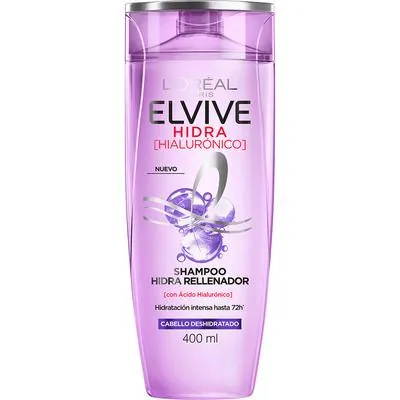 L'ORÉAL
PARIS
ELVIVE
HIDRA
[HIALURÓNICO]
NUEVO
SHAMPOO
HIDRA RELLENADOR
[con Ácido Hialurónico]
Hidratación intensa hasta 72h*
CABELLO DESHIDRATADO
400 ml